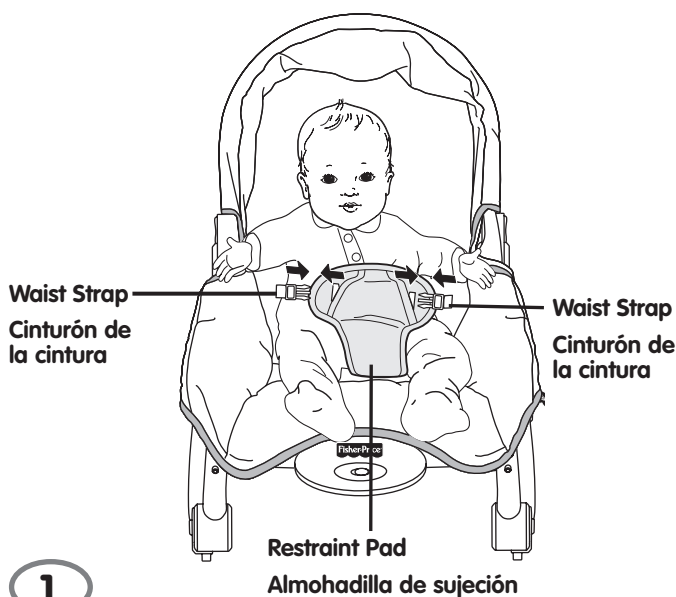 Waist Strap
Cinturón de
la cintura
Waist Strap
Cinturón de
la cintura
Fisher-Price
Restraint Pad
Almohadilla de sujeción
1